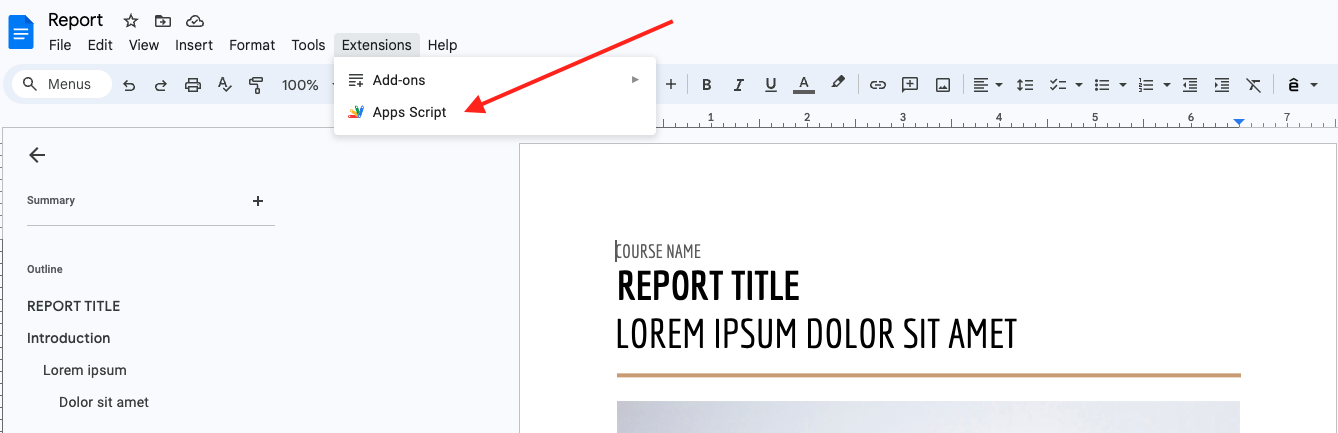 Report
File Edit View Insert Format Tools Extensions Help
Menus 100% B I U A ê
Add-ons
Apps Script
1 2 3 4 5 6 7
Summary
Outline
REPORT TITLE
Introduction
Lorem ipsum
Dolor sit amet
COURSE NAME
REPORT TITLE
LOREM IPSUM DOLOR SIT AMET